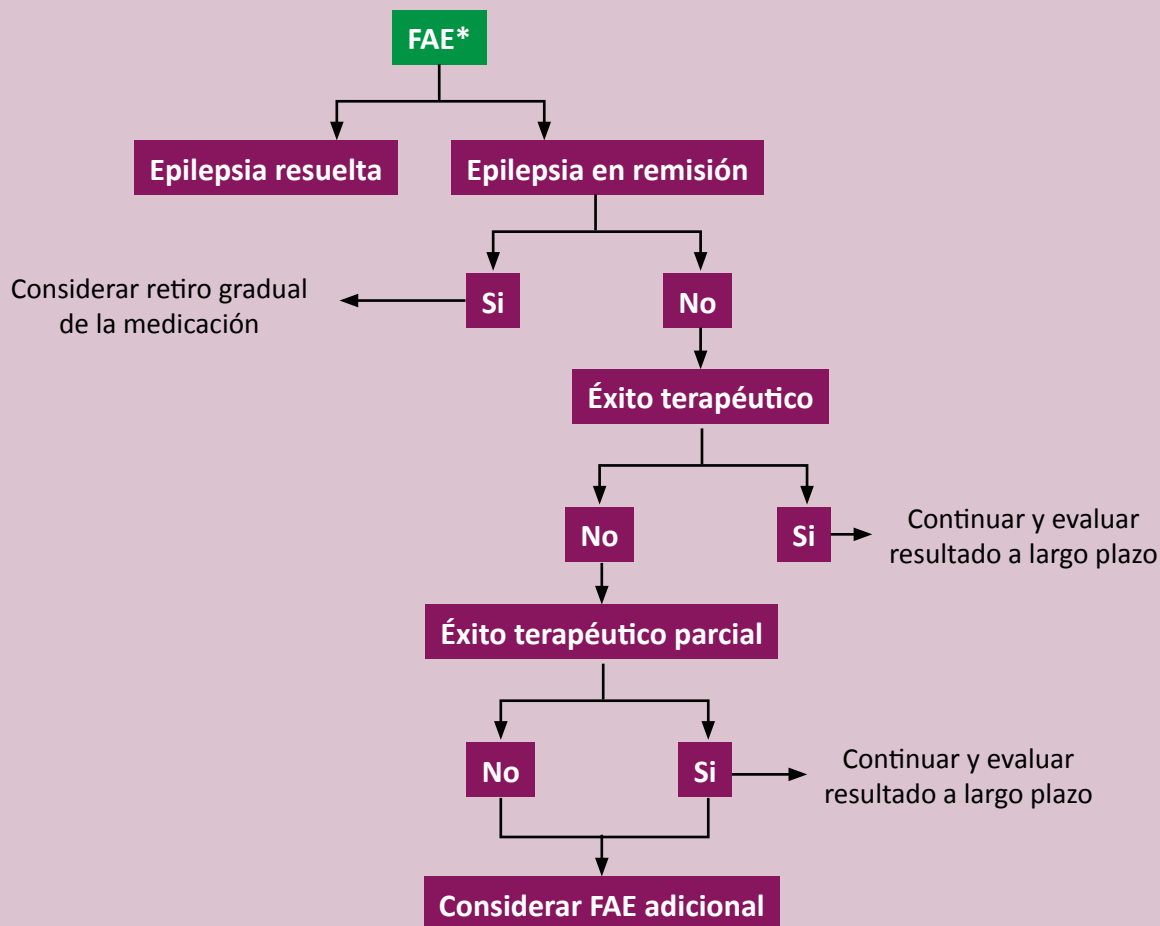 FAE*
Epilepsia resuelta
Epilepsia en remisión
Considerar retiro gradual
de la medicación
Si
No
Éxito terapéutico
No
Si
Continuar y evaluar
resultado a largo plazo
Éxito terapéutico parcial
No
Si
Continuar y evaluar
resultado a largo plazo
Considerar FAE adicional